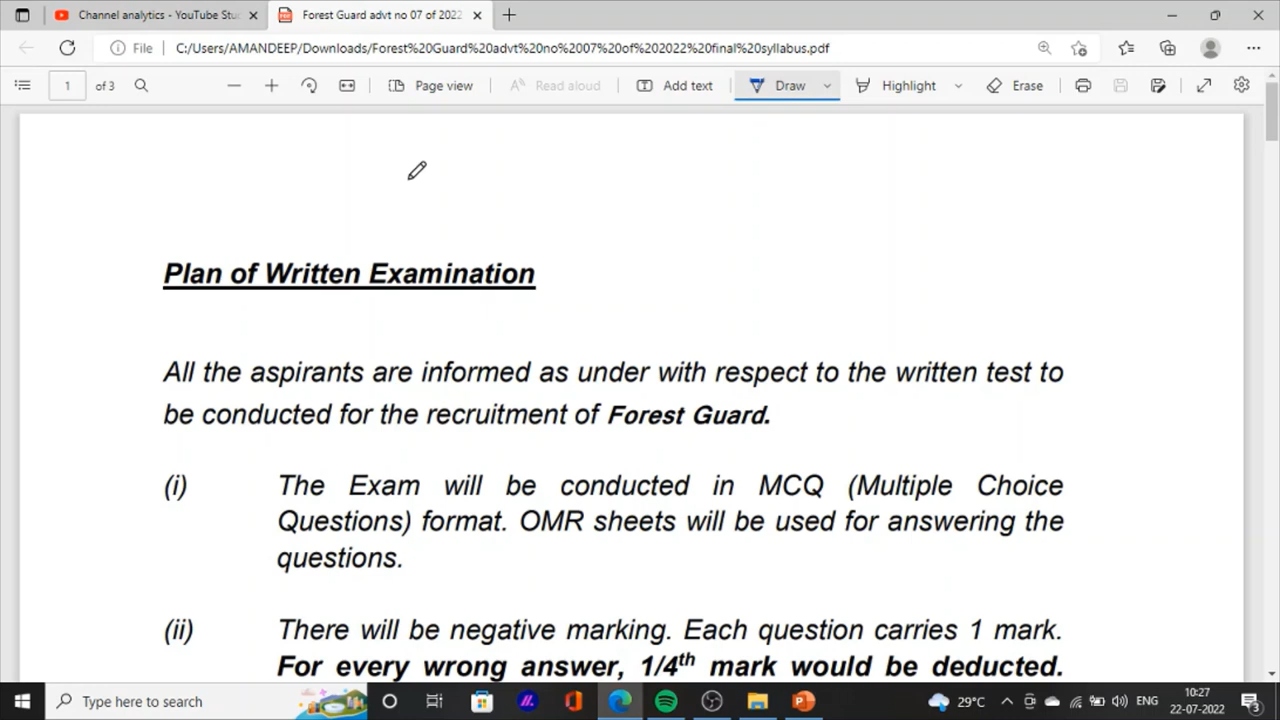 Channel analytics - YouTube Stu
Forest Guard advt no 07 of 2022
File
C:/Users/AMANDEEP/Downloads/Forest%20Guard%20advt%20no%2007%20of%202022%20final%20syllabus.pdf
1 of 3
Page view
Read aloud
Add text
Draw
Highlight
Erase
Plan of Written Examination
All the aspirants are informed as under with respect to the written test to
be conducted for the recruitment of Forest Guard.
(i) The Exam will be conducted in MCQ (Multiple Choice
Questions) format. OMR sheets will be used for answering the
questions.
(ii) There will be negative marking. Each question carries 1 mark.
For every wrong answer, 1/4th mark would be deducted.
Type here to search
29°C
ENG
10:27
22-07-2022
3